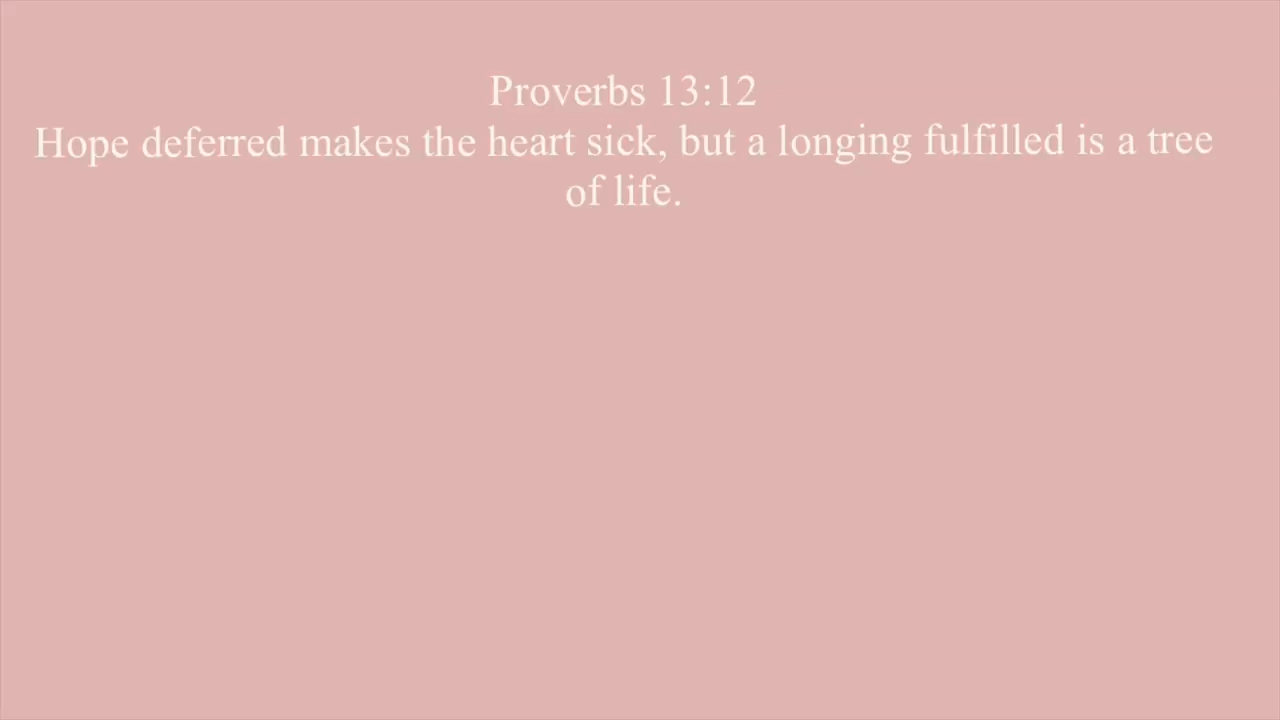 Proverbs 13:12
Hope deferred makes the heart sick, but a longing fulfilled is a tree
of life.